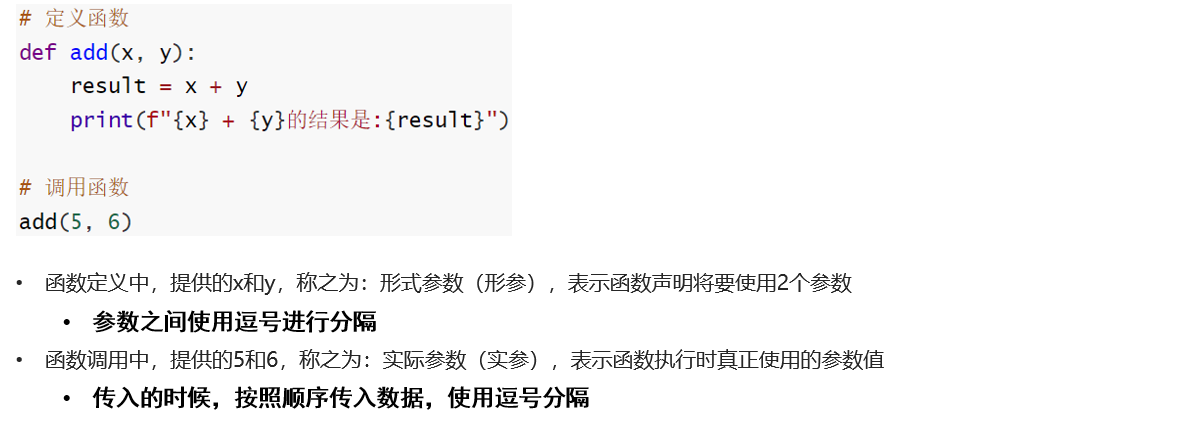 # 定义函数
def add(x, y):
    result = x + y
    print(f"{x} + {y}的结果是:{result}")
# 调用函数
add(5, 6)
• 函数定义中，提供的x和y，称之为：形式参数（形参），表示函数声明将要使用2个参数
• 参数之间使用逗号进行分隔
• 函数调用中，提供的5和6，称之为：实际参数（实参），表示函数执行时真正使用的参数值
• 传入的时候，按照顺序传入数据，使用逗号分隔